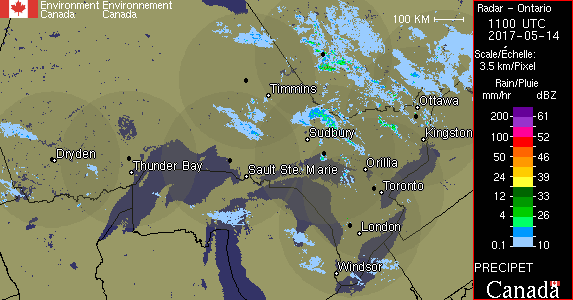 Environment Environnement
Canada Canada
100 KM
Timmins
Ottawa
Sudbury
Kingston
Dryden
Thunder Bay
Sault Ste. Marie
Orillia
Toronto
London
Windsor
Radar - Ontario
1100 UTC
2017-05-14
Scale/Échelle:
3.5 km/Pixel
Rain/Pluie
mm/hr dBZ
200 61
100 52
50 46
24 39
12 33
4 26
0.1 10
PRECIPET
Canada